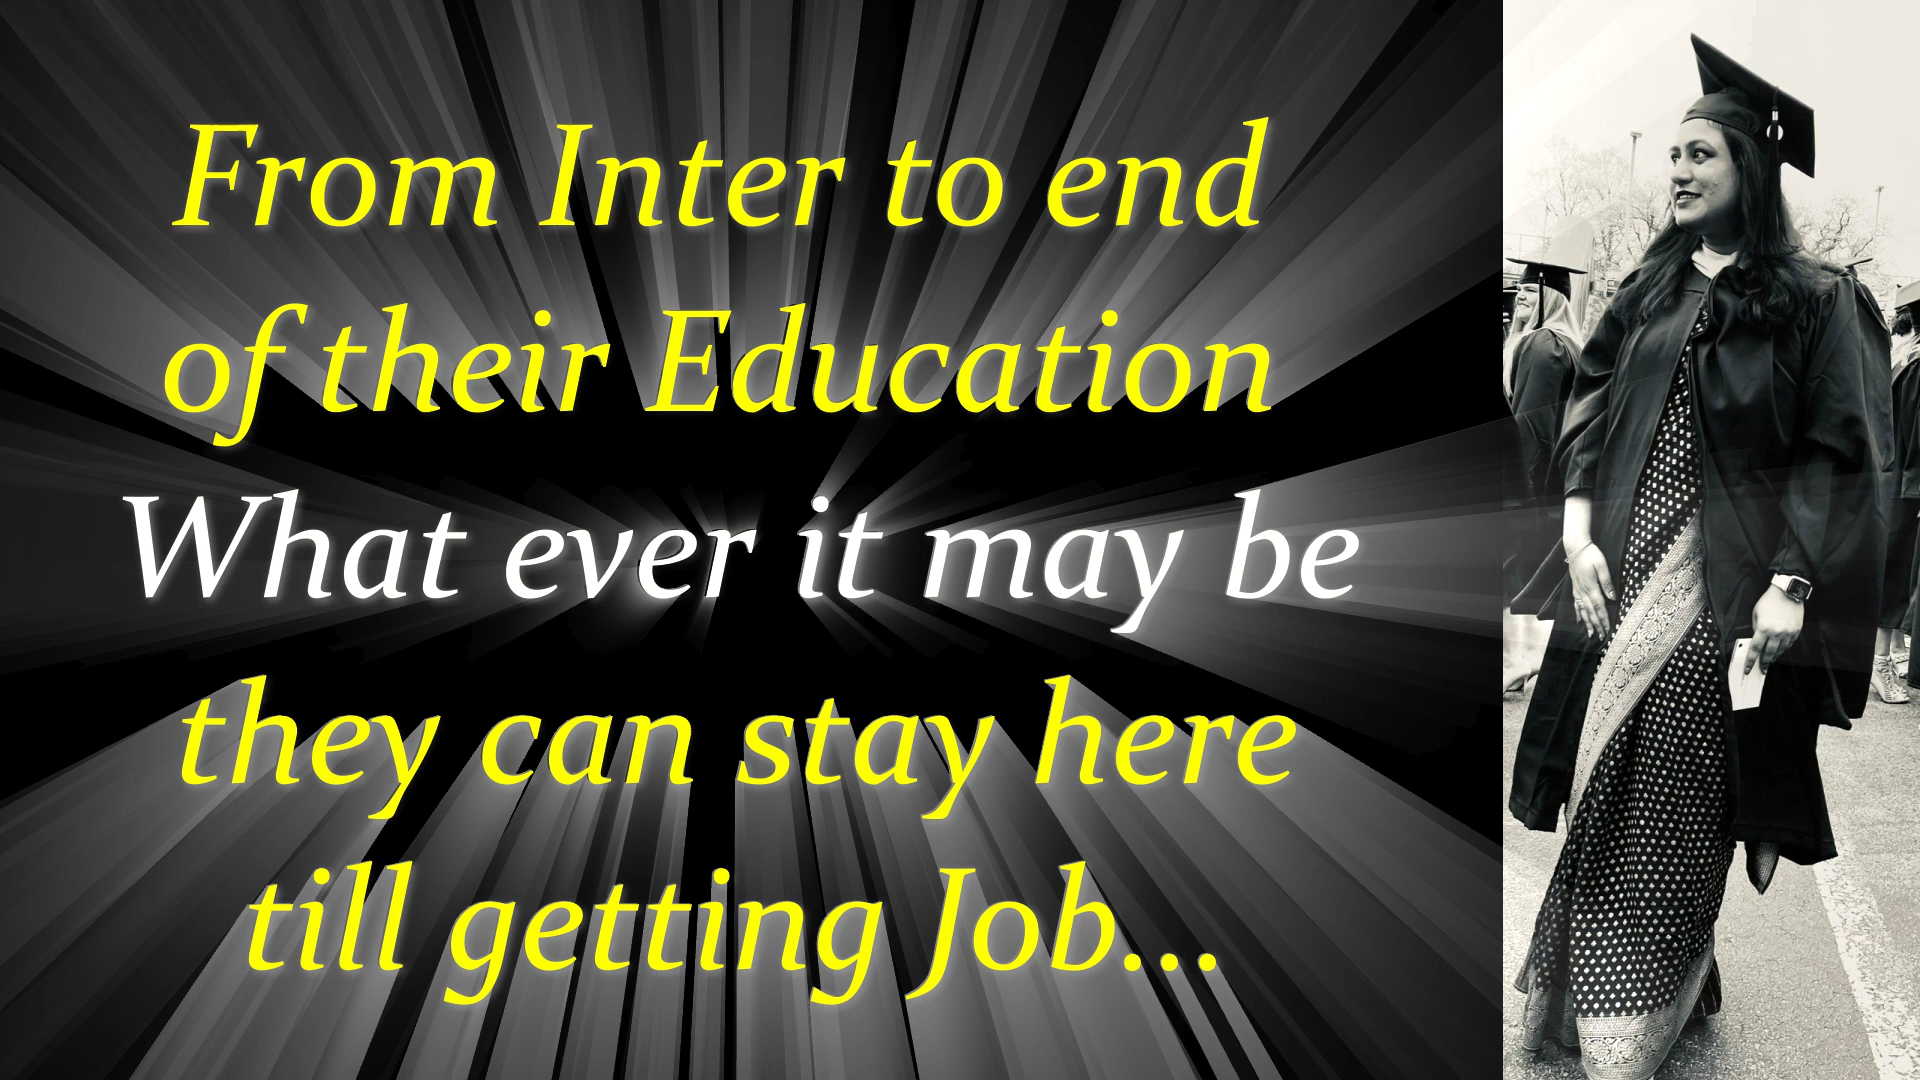 From Inter to end
of their Education
What ever it may be
they can stay here
till getting Job...